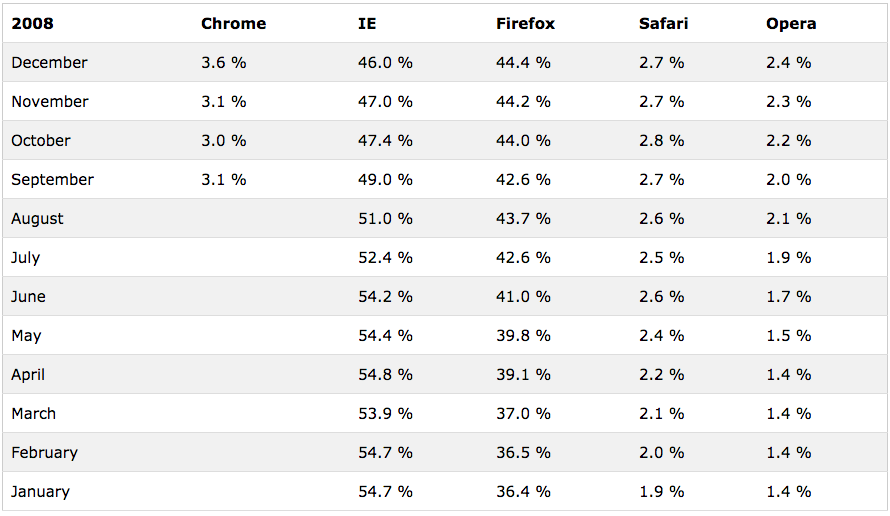 2008 Chrome IE Firefox Safari Opera
December 3.6 % 46.0 % 44.4 % 2.7 % 2.4 %
November 3.1 % 47.0 % 44.2 % 2.7 % 2.3 %
October 3.0 % 47.4 % 44.0 % 2.8 % 2.2 %
September 3.1 % 49.0 % 42.6 % 2.7 % 2.0 %
August 51.0 % 43.7 % 2.6 % 2.1 %
July 52.4 % 42.6 % 2.5 % 1.9 %
June 54.2 % 41.0 % 2.6 % 1.7 %
May 54.4 % 39.8 % 2.4 % 1.5 %
April 54.8 % 39.1 % 2.2 % 1.4 %
March 53.9 % 37.0 % 2.1 % 1.4 %
February 54.7 % 36.5 % 2.0 % 1.4 %
January 54.7 % 36.4 % 1.9 % 1.4 %